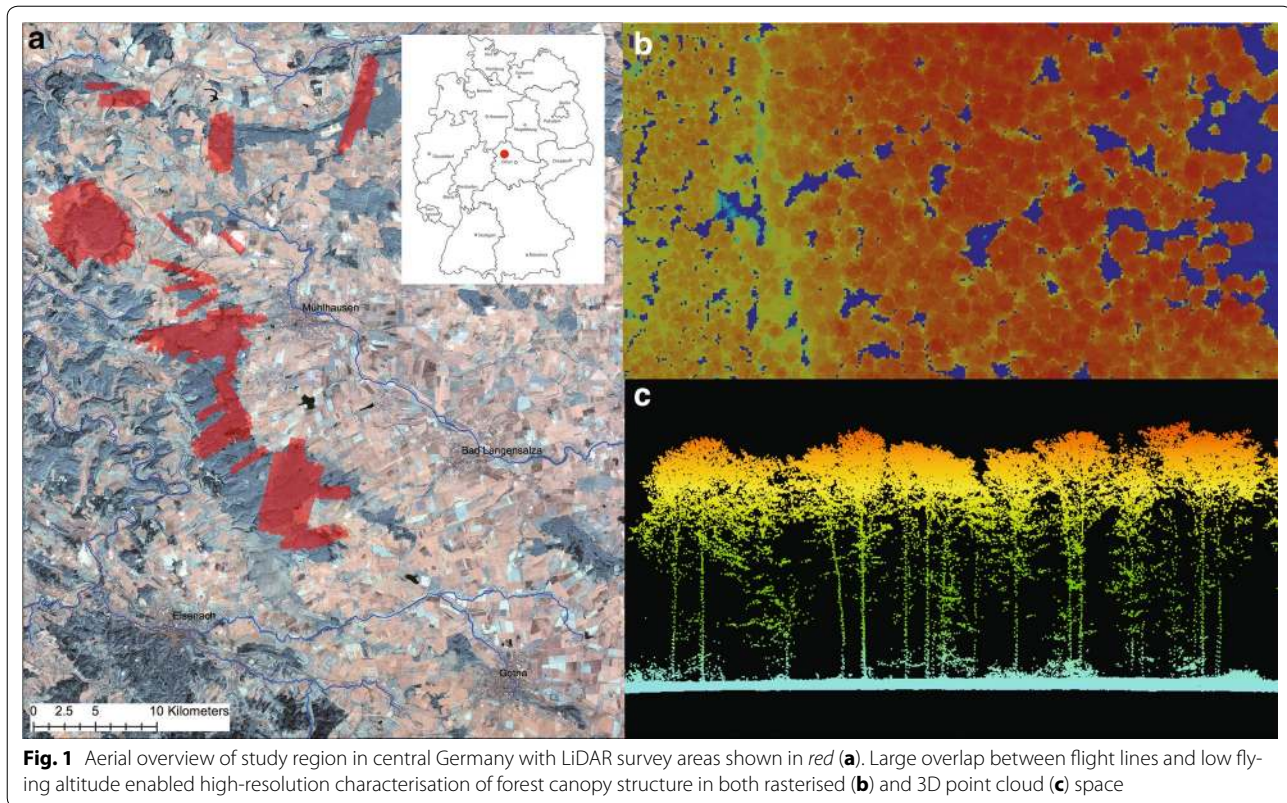 a
b
c
Mühlhausen
Bad Langensalza
Eisenach
Gotha
0 2.5 5 10 Kilometers
Fig. 1 Aerial overview of study region in central Germany with LiDAR survey areas shown in red (a). Large overlap between flight lines and low fly-
ing altitude enabled high-resolution characterisation of forest canopy structure in both rasterised (b) and 3D point cloud (c) space